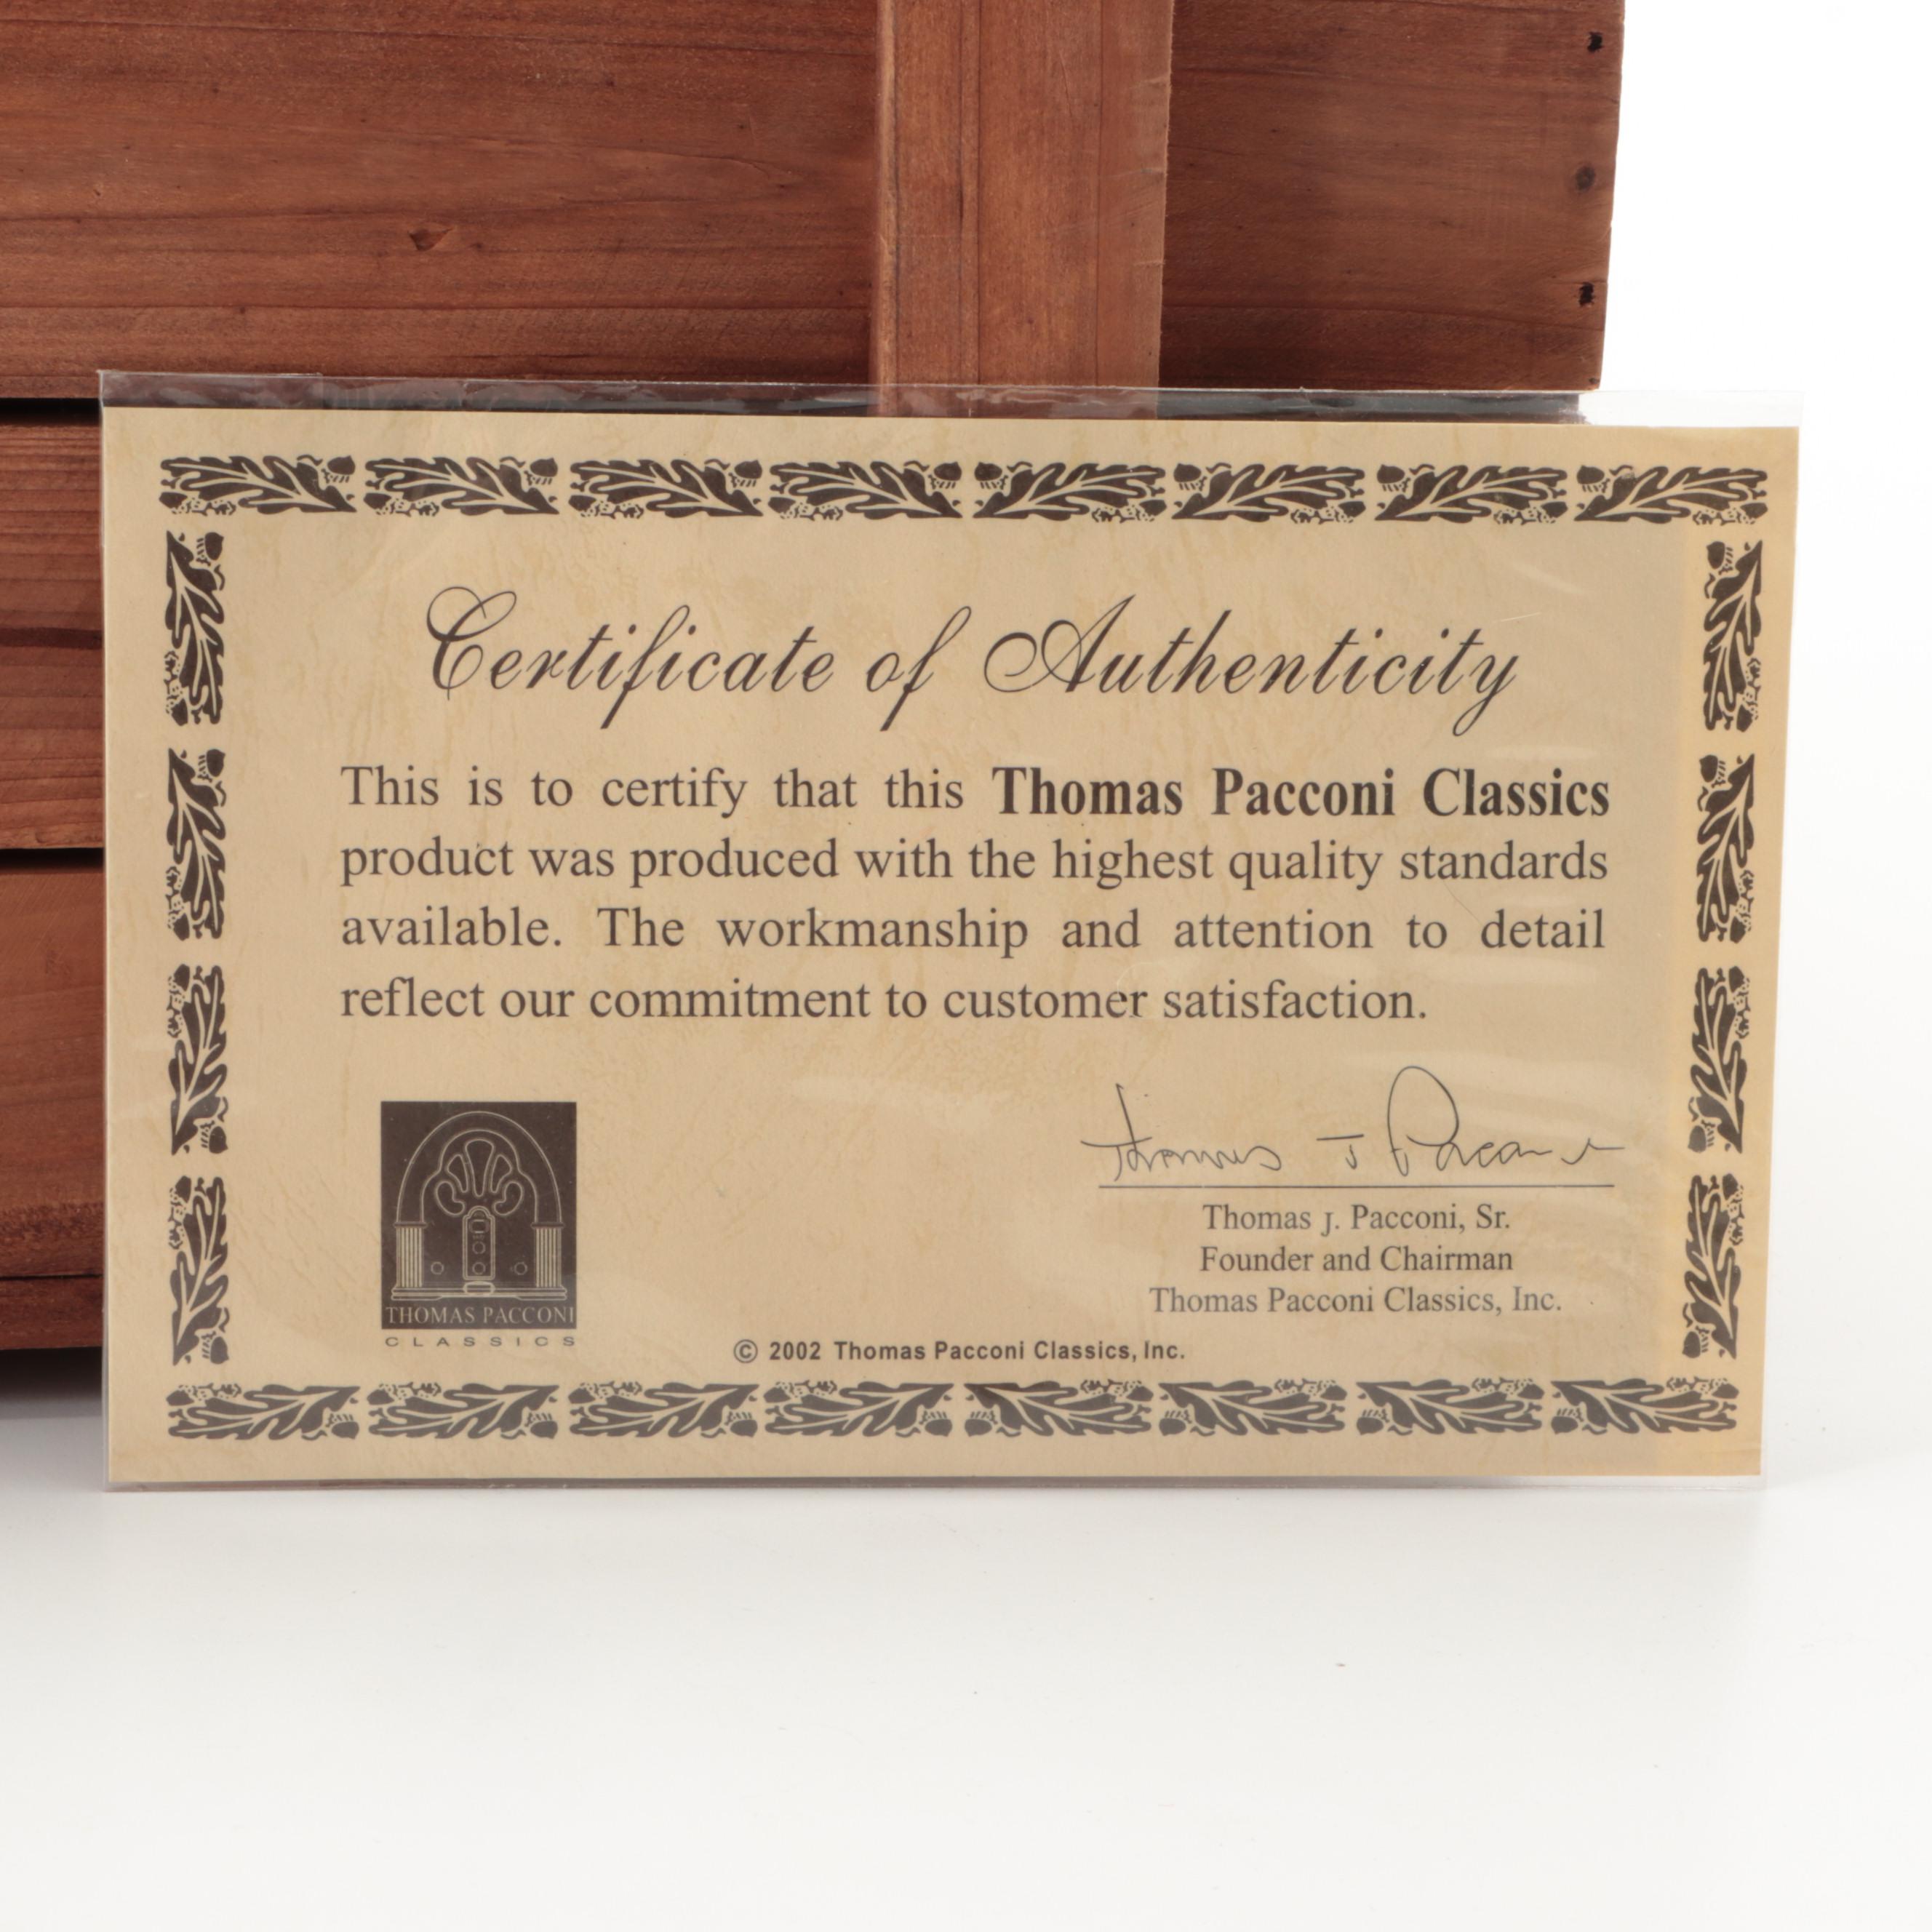 Certificate of Authenticity
This is to certify that this Thomas Pacconi Classics
product was produced with the highest quality standards
available. The workmanship and attention to detail
reflect our commitment to customer satisfaction.
Thomas J Pacconi
Thomas J. Pacconi, Sr.
Founder and Chairman
Thomas Pacconi Classics, Inc.
THOMAS PACCONI
CLASSICS
© 2002 Thomas Pacconi Classics, Inc.